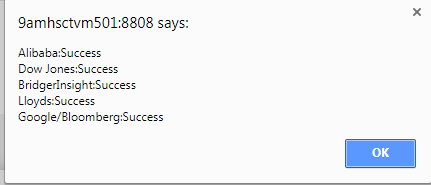 9amhsctvm501:8808 says:
Alibaba:Success
Dow Jones:Success
BridgerInsight:Success
Lloyds:Success
Google/Bloomberg:Success
OK